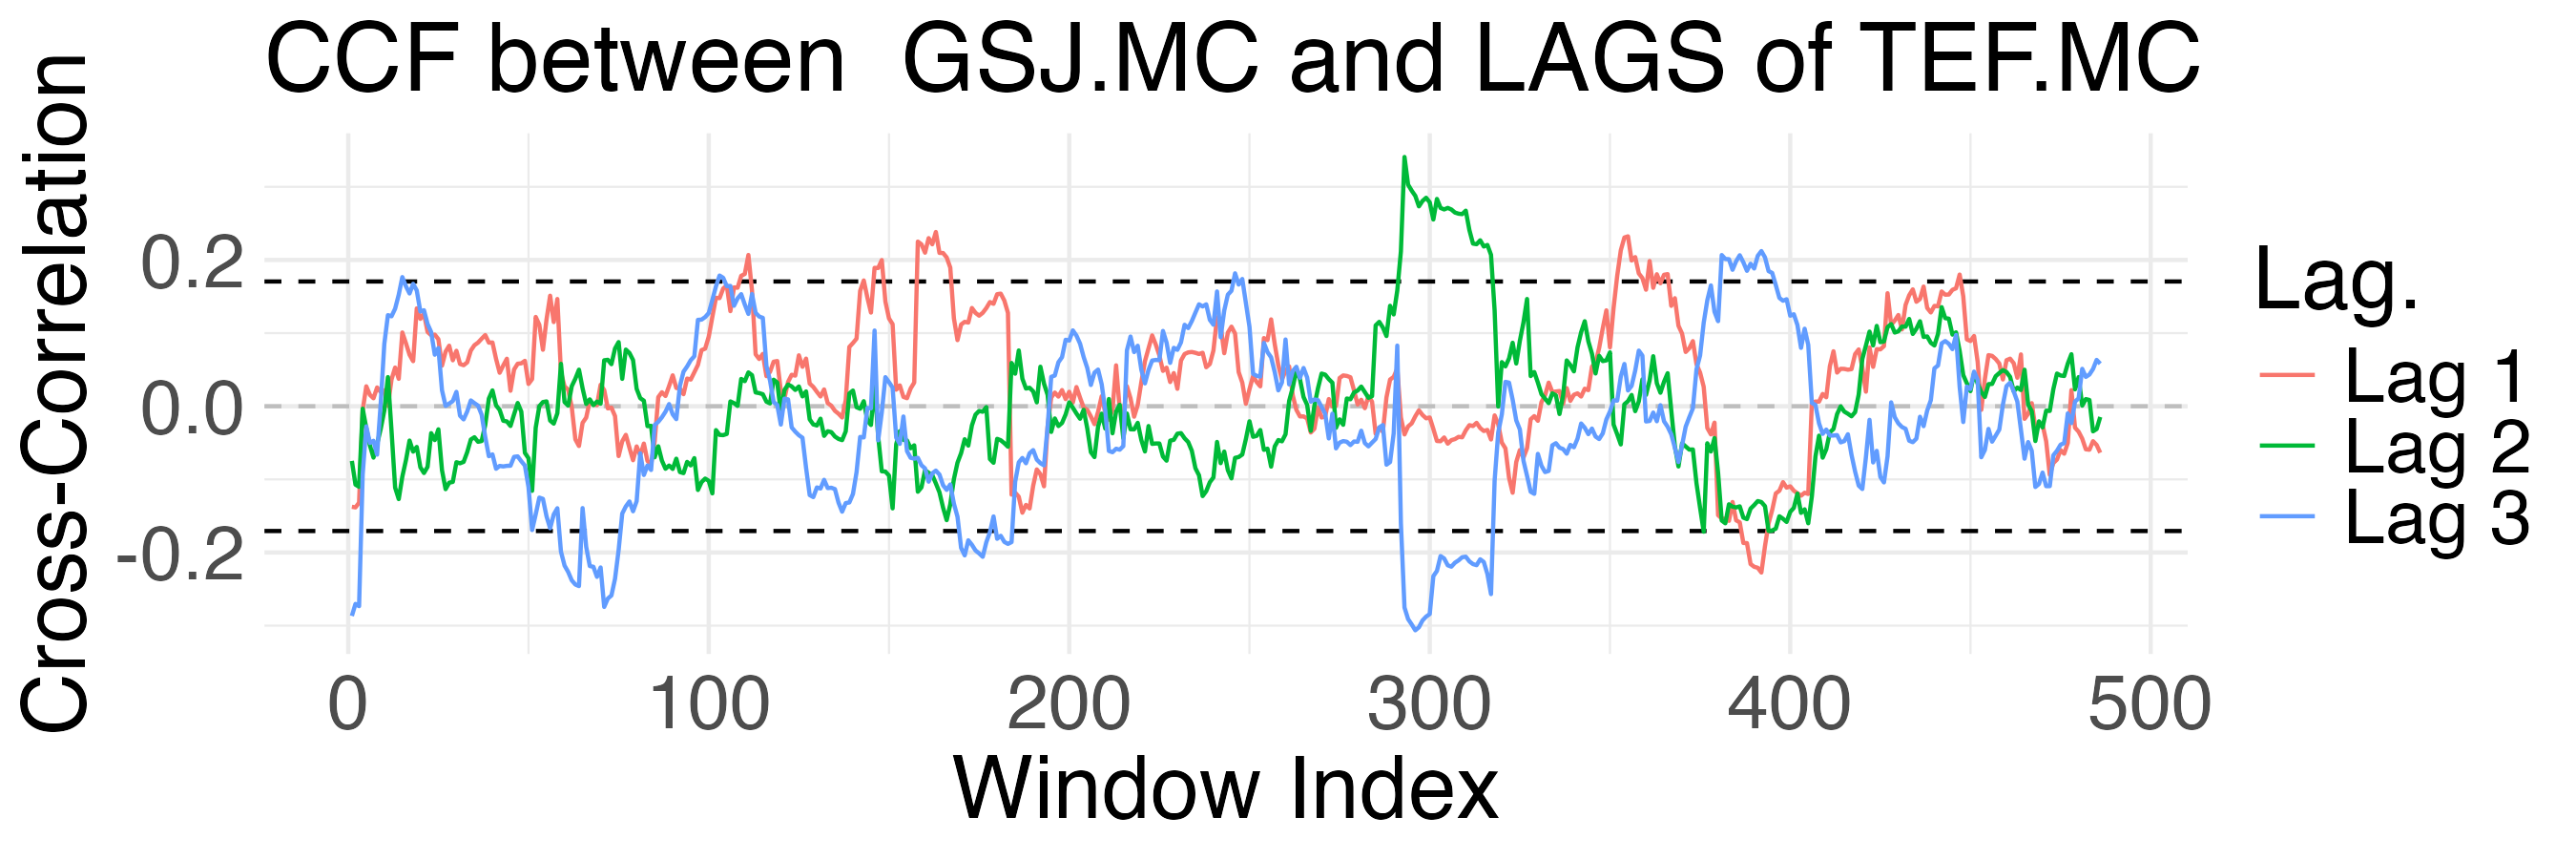 CCF between  GSJ.MC and LAGS of TEF.MC
Cross-Correlation
0.2
0.0
-0.2
0 100 200 300 400 500
Window Index
Lag.
Lag 1
Lag 2
Lag 3